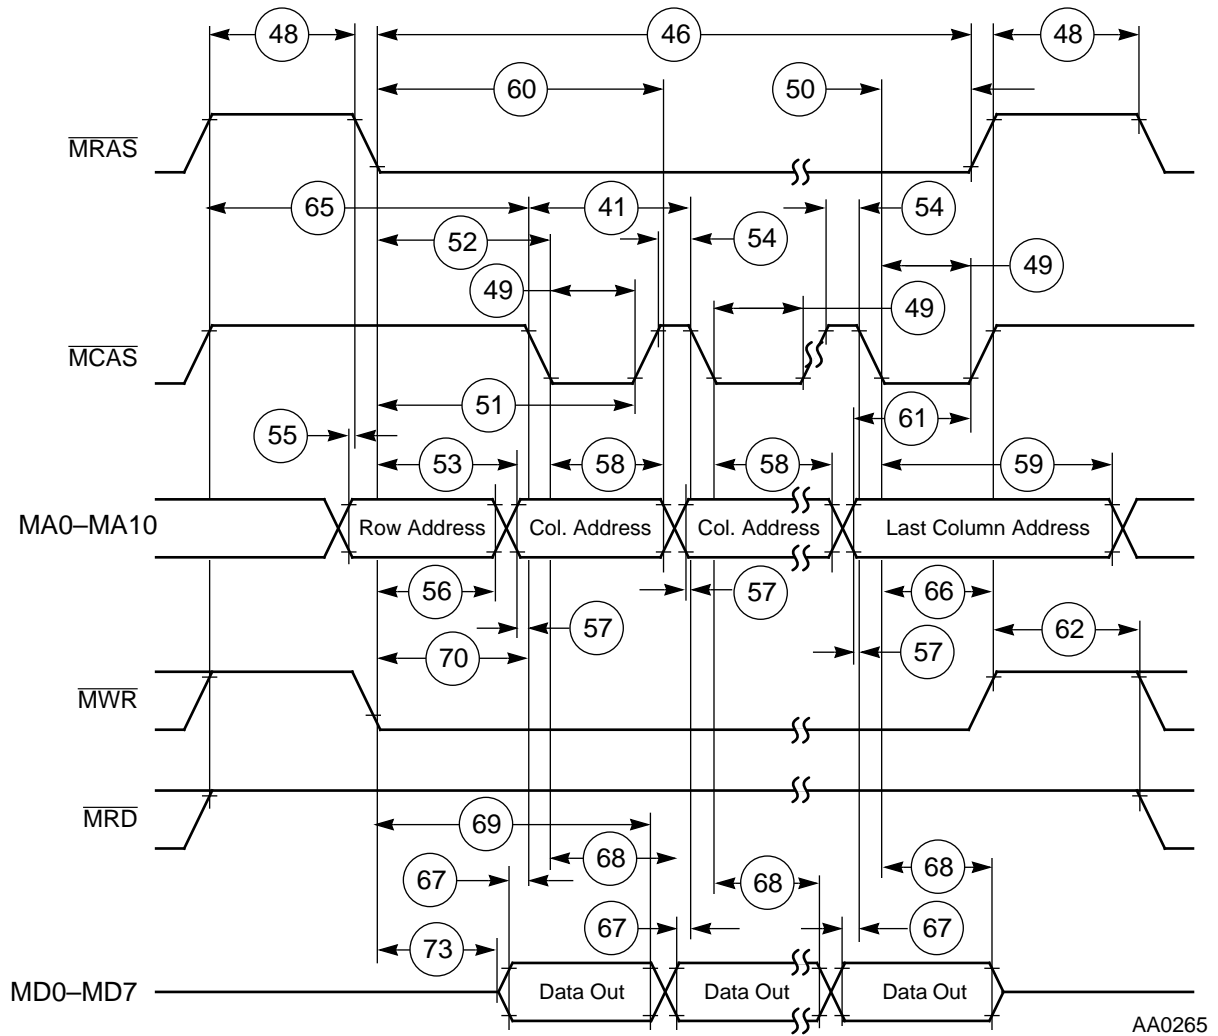 48 46 48
60 50
MRAS
65 41 54
52 54
49 49
49
MCAS
51 61
55
53 58 58 59
MA0–MA10 Row Address Col. Address Col. Address Last Column Address
56 57 66
57 62
70 57
MWR
MRD
69
68 68
67 68
67 67
73
MD0–MD7 Data Out Data Out Data Out
AA0265